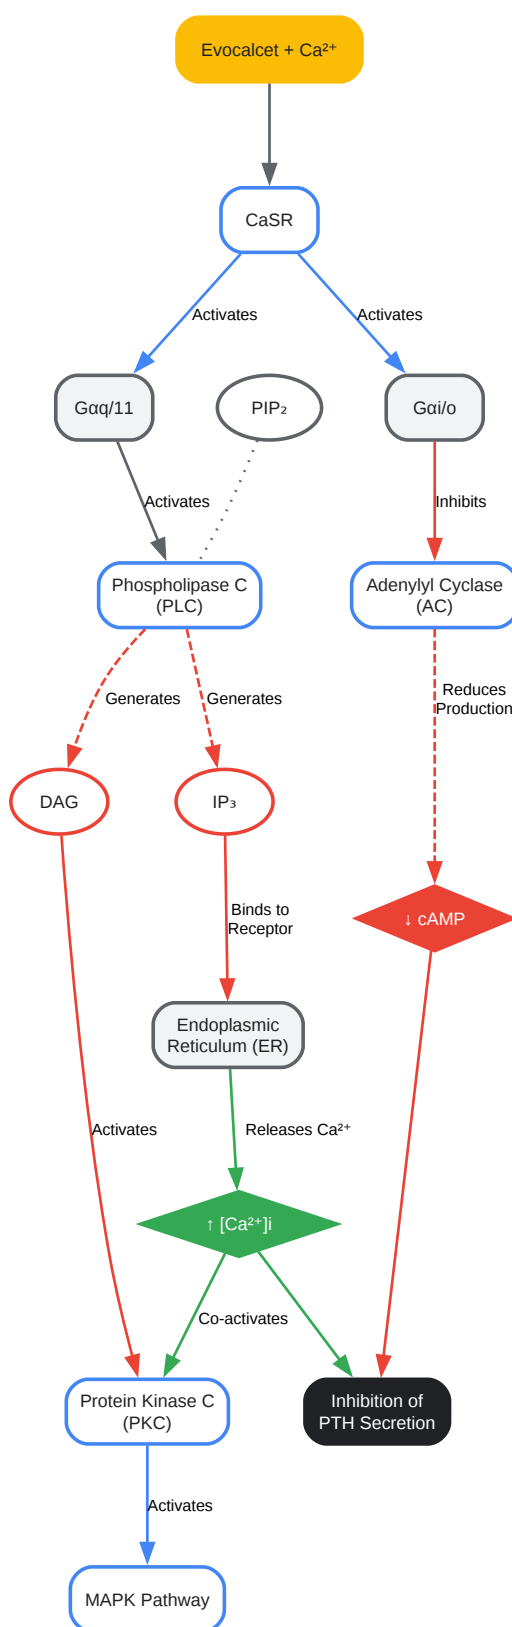 Evocalcet + Ca²⁺
CaSR
Activates
Activates
Gαq/11
PIP₂
Gαi/o
Activates
Inhibits
Phospholipase C
(PLC)
Adenylyl Cyclase
(AC)
Generates
Generates
Reduces
Production
DAG
IP₃
Binds to
Receptor
↓ cAMP
Endoplasmic
Reticulum (ER)
Activates
Releases Ca²⁺
↑ [Ca²⁺]i
Co-activates
Protein Kinase C
(PKC)
Inhibition of
PTH Secretion
Activates
MAPK Pathway